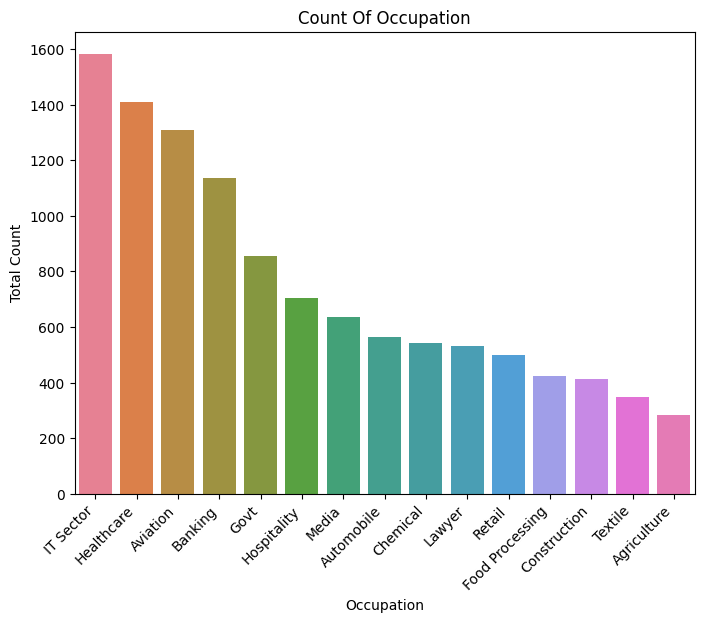 Count Of Occupation
Total Count
1600
1400
1200
1000
800
600
400
200
0
IT Sector
Healthcare
Aviation
Banking
Govt
Hospitality
Media
Automobile
Chemical
Lawyer
Retail
Food Processing
Construction
Textile
Agriculture
Occupation